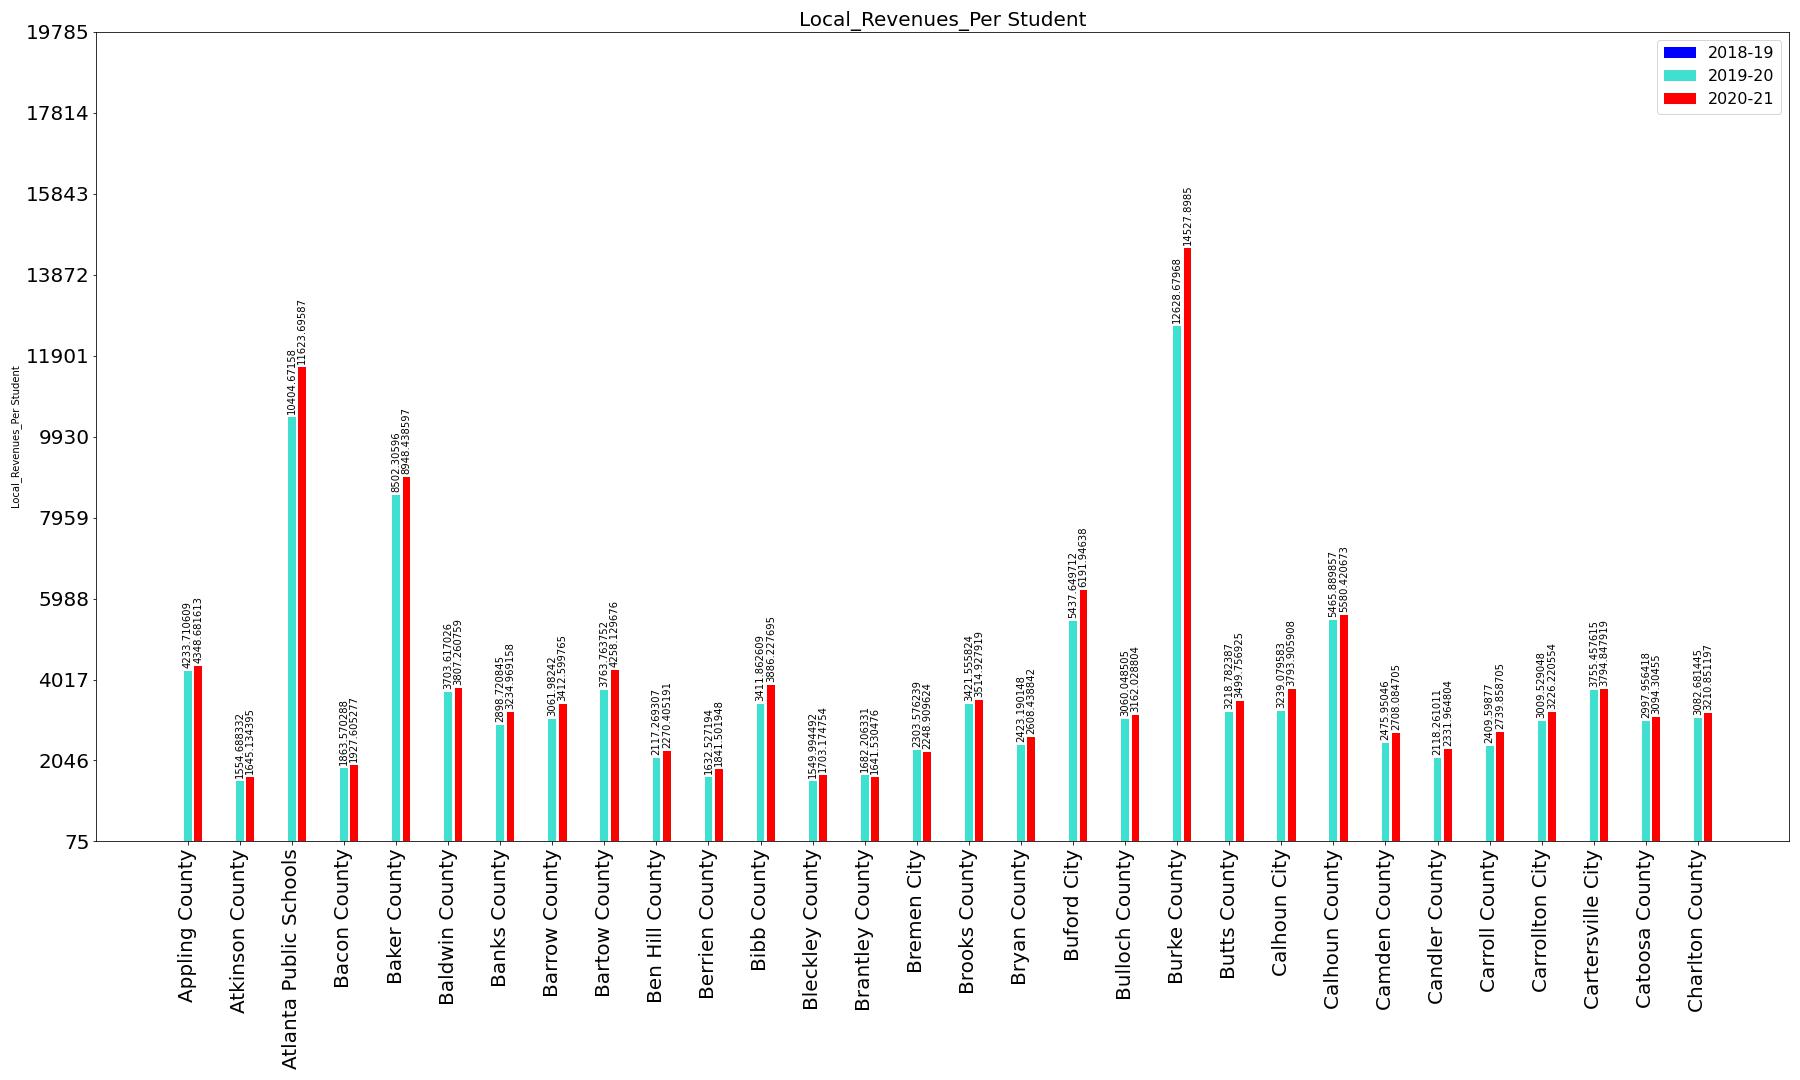 Local_Revenues_Per Student
2018-19
2019-20
2020-21
Local_Revenues_Per Student
19785
17814
15843
13872
11901
9930
7959
5988
4017
2046
75
4233.710609
4348.681613
1554.688332
1645.134395
10404.67158
11623.69587
1863.570288
1927.605277
8502.30596
8948.438597
3703.617026
3807.260759
2898.720845
3234.969158
3061.98242
3412.599765
3763.763752
4258.129676
2117.269307
2270.405191
1632.527194
1841.501948
3411.862609
3886.227695
1549.994492
1703.174754
1682.206331
1641.530476
2303.576239
2248.909624
3421.555824
3514.927919
2423.190148
2608.438842
5437.649712
6191.94638
3060.048505
3162.028804
12628.67968
14527.8985
3218.782387
3499.756925
3239.079583
3793.905908
5465.889857
5580.420673
2475.95046
2708.084705
2118.261011
2331.964804
2409.59877
2739.858705
3009.529048
3226.220554
3755.457615
3794.847919
2997.956418
3094.30455
3082.681445
3210.851197
Appling County
Atkinson County
Atlanta Public Schools
Bacon County
Baker County
Baldwin County
Banks County
Barrow County
Bartow County
Ben Hill County
Berrien County
Bibb County
Bleckley County
Brantley County
Bremen City
Brooks County
Bryan County
Buford City
Bulloch County
Burke County
Butts County
Calhoun City
Calhoun County
Camden County
Candler County
Carroll County
Carrollton City
Cartersville City
Catoosa County
Charlton County